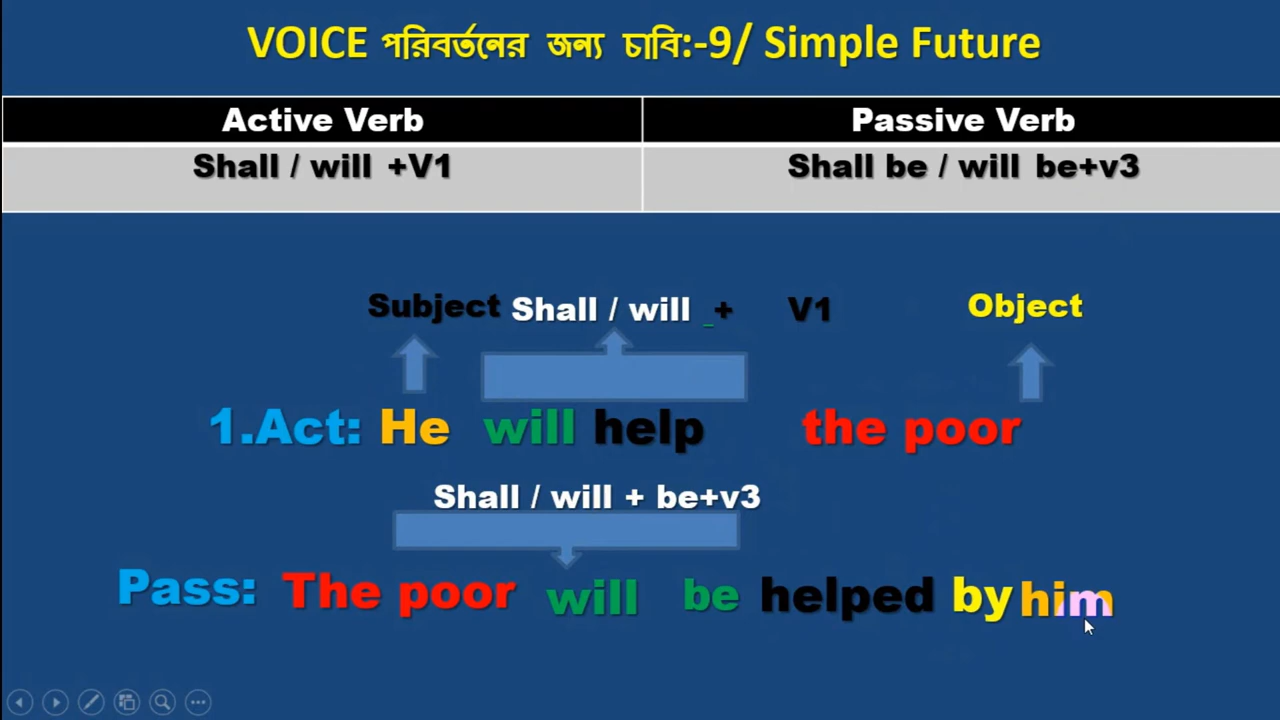 VOICE পরিবর্তনের জন্য চাবি:-9/ Simple Future
Active Verb Passive Verb
Shall / will +V1 Shall be / will be+v3
Subject Shall / will _+ V1 Object
1.Act: He will help the poor
Shall / will + be+v3
Pass: The poor will be helped by him